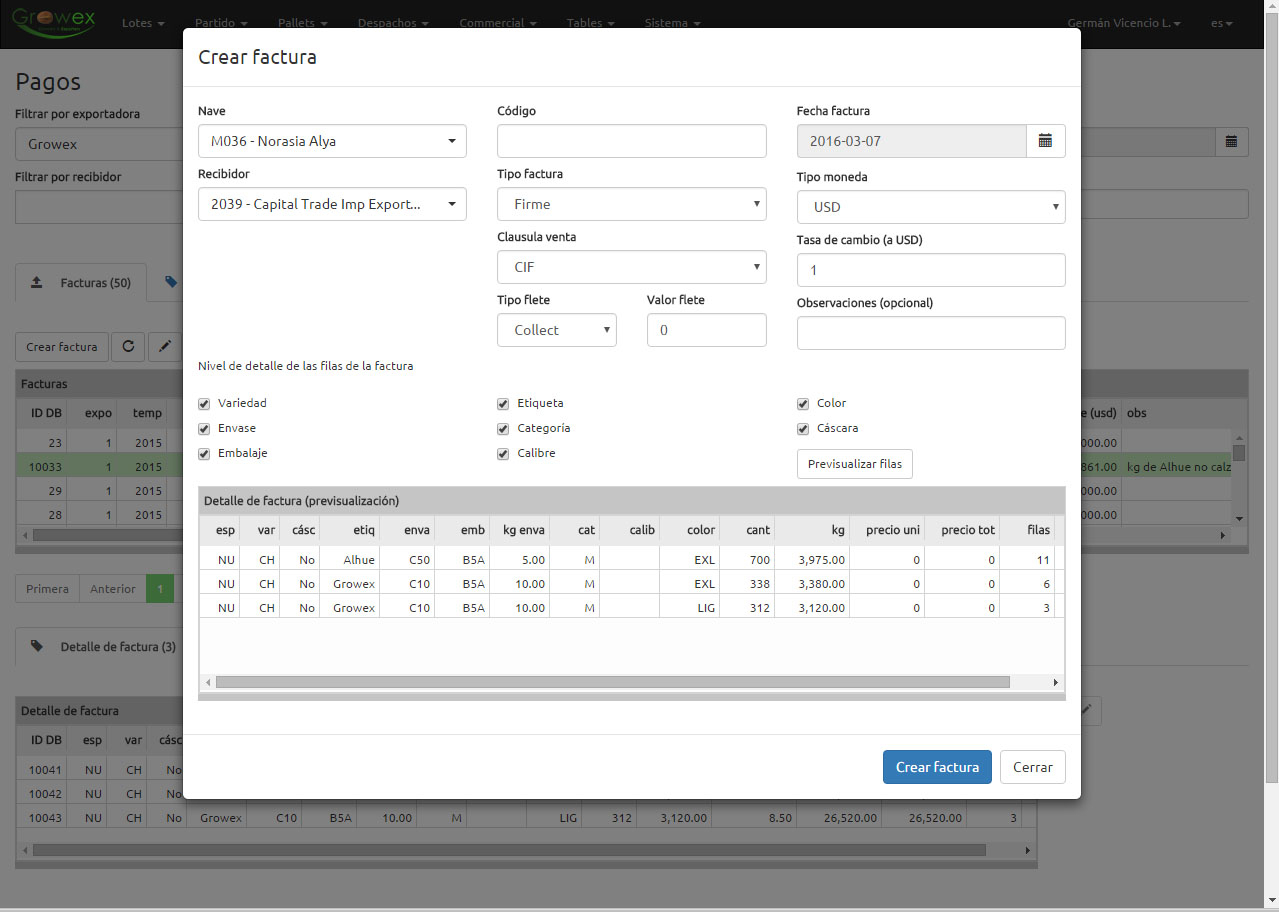 Growex
Lotes Partido Pallets Despachos Commercial Tables Sistema Germán Vicencio L. es
Pagos
Filtrar por exportadora
Growex
Filtrar por recibidor
Facturas (50)
Crear factura
Facturas
ID DB expo temp
23 1 2015
10033 1 2015
29 1 2015
28 1 2015
e (usd) obs
000.00
861.00 kg de Alhue no calz
000.00
000.00
Primera Anterior 1
Detalle de factura (3)
Detalle de factura
ID DB esp var cásc
10041 NU CH No
10042 NU CH No
10043 NU CH No Growex C10 B5A 10.00 M LIG 312 3,120.00 8.50 26,520.00 26,520.00 3
Crear factura
Nave Código Fecha factura
M036 - Norasia Alya 2016-03-07
Recibidor Tipo factura Tipo moneda
2039 - Capital Trade Imp Export... Firme USD
Clausula venta Tasa de cambio (a USD)
CIF 1
Tipo flete Valor flete Observaciones (opcional)
Collect 0
Nivel de detalle de las filas de la factura
Variedad Etiqueta Color
Envase Categoría Cáscara
Embalaje Calibre
Previsualizar filas
Detalle de factura (previsualización)
esp var cásc etiq enva emb kg enva cat calib color cant kg precio uni precio tot filas
NU CH No Alhue C50 B5A 5.00 M EXL 700 3,975.00 0 0 11
NU CH No Growex C10 B5A 10.00 M EXL 338 3,380.00 0 0 6
NU CH No Growex C10 B5A 10.00 M LIG 312 3,120.00 0 0 3
Crear factura Cerrar